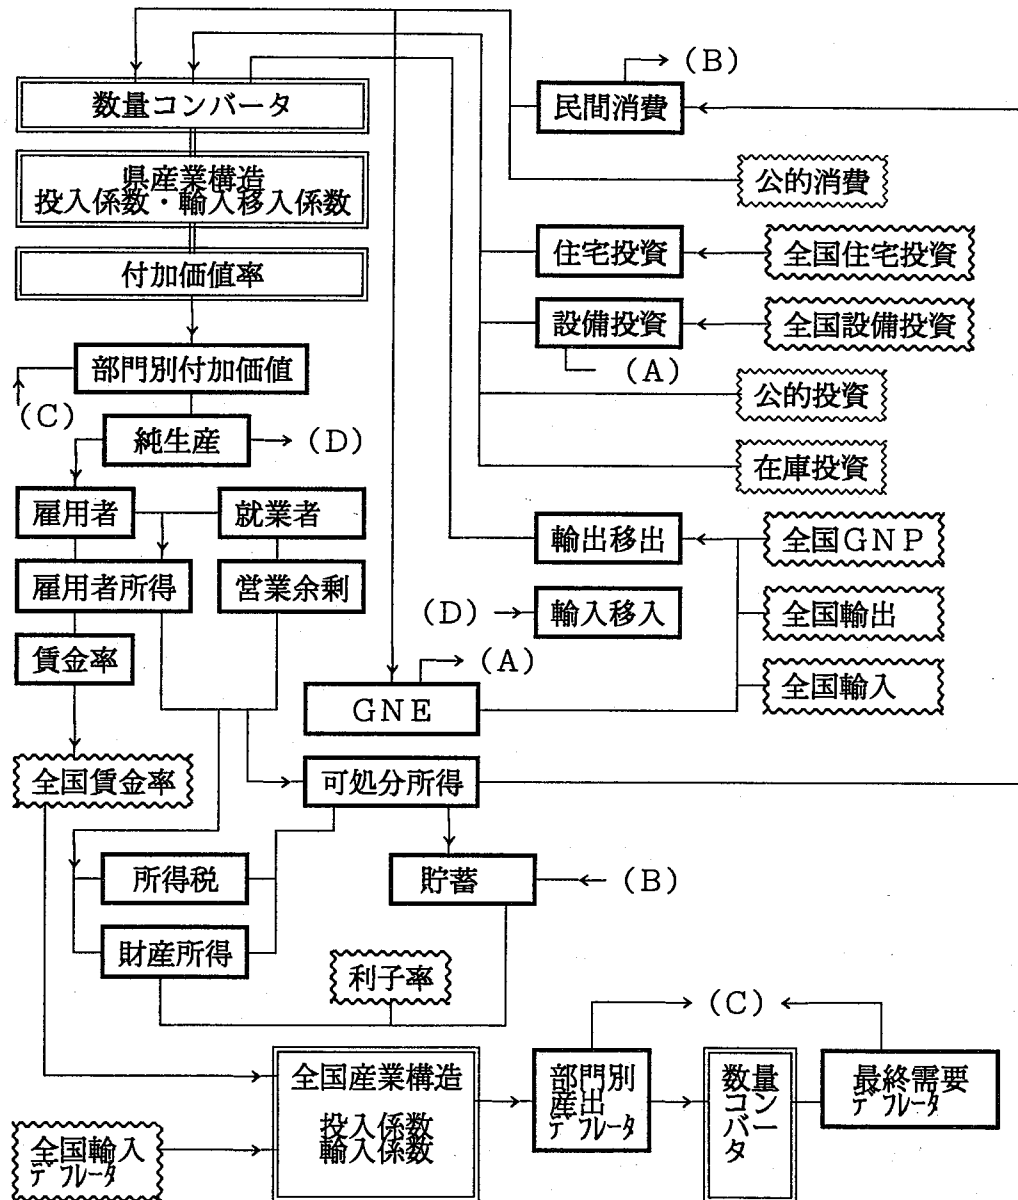 (B)
数量コンバータ
民間消費
県産業構造
投入係数・輸入移入係数
公的消費
付加価値率
住宅投資
全国住宅投資
設備投資
全国設備投資
部門別付加価値
(A)
(C)
公的投資
純生産
(D)
在庫投資
雇用者
就業者
輸出移出
全国GNP
雇用者所得
営業余剰
(D)
輸入移入
全国輸出
賃金率
(A)
全国輸入
GNE
全国賃金率
可処分所得
所得税
貯蓄
(B)
財産所得
利子率
(C)
全国産業構造
投入係数
輸入係数
部門別
産出
デフレータ
数量
コン
バー
タ
最終需要
デフレータ
全国輸入
デフレータ